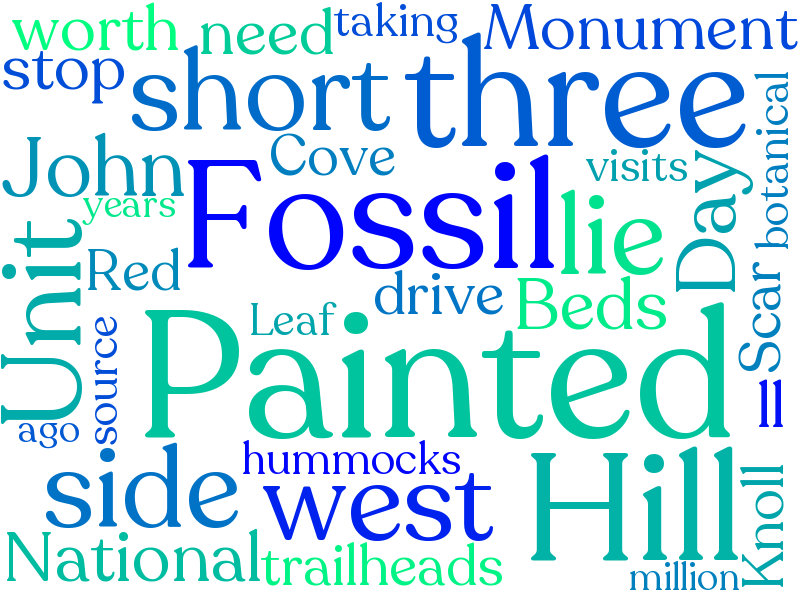 worth
need
taking
Monument
stop
short
three
John
Cove
visits
botanical
years
Fossil
lie
Day
Unit
Red
drive
Beds
Scar
Leaf
source
Painted
ll
ago
side
hummocks
west
Hill
Knoll
National
trailheads
million